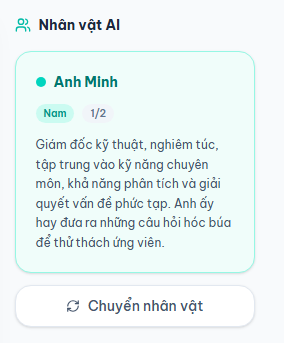 Nhân vật AI
Anh Minh
Nam 1/2
Giám đốc kỹ thuật, nghiêm túc,
tập trung vào kỹ năng chuyên
môn, khả năng phân tích và giải
quyết vấn đề phức tạp. Anh ấy
hay đưa ra những câu hỏi hóc búa
để thử thách ứng viên.
Chuyển nhân vật